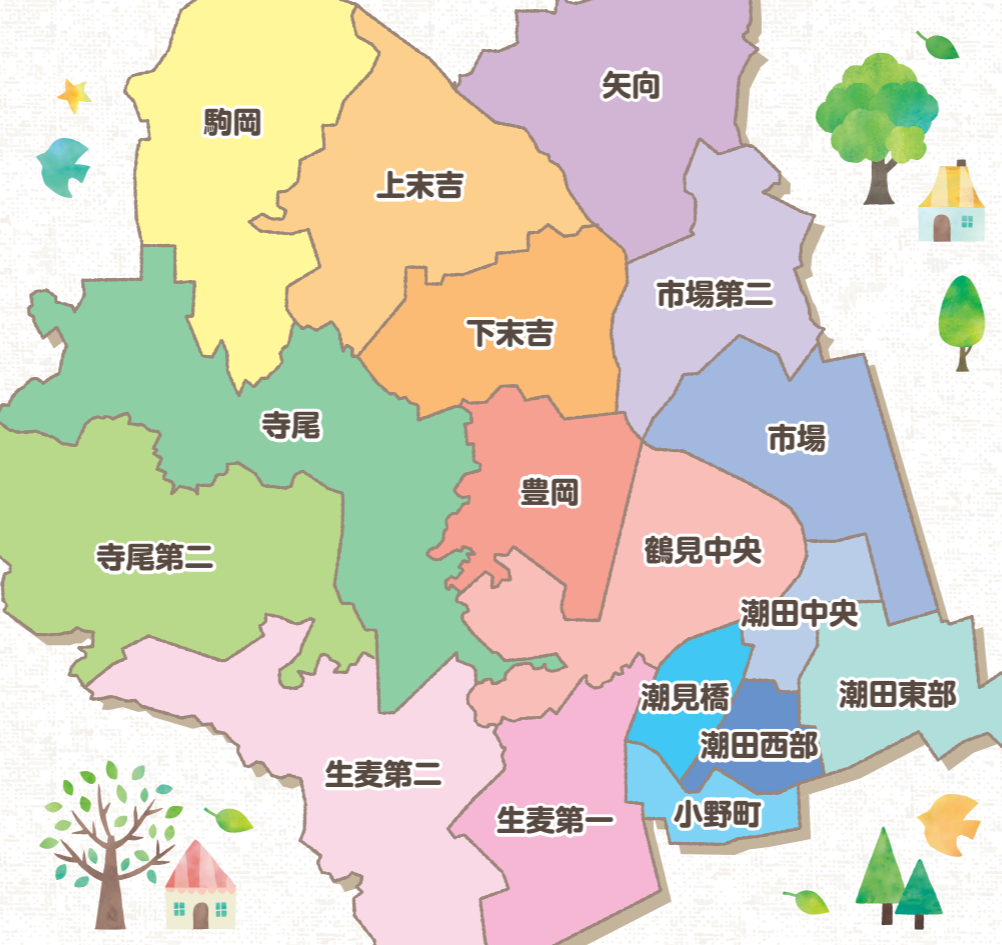 矢向
駒岡
上末吉
市場第二
下末吉
寺尾
市場
豊岡
鶴見中央
寺尾第二
潮田中央
潮田東部
潮見橋
潮田西部
生麦第二
小野町
生麦第一